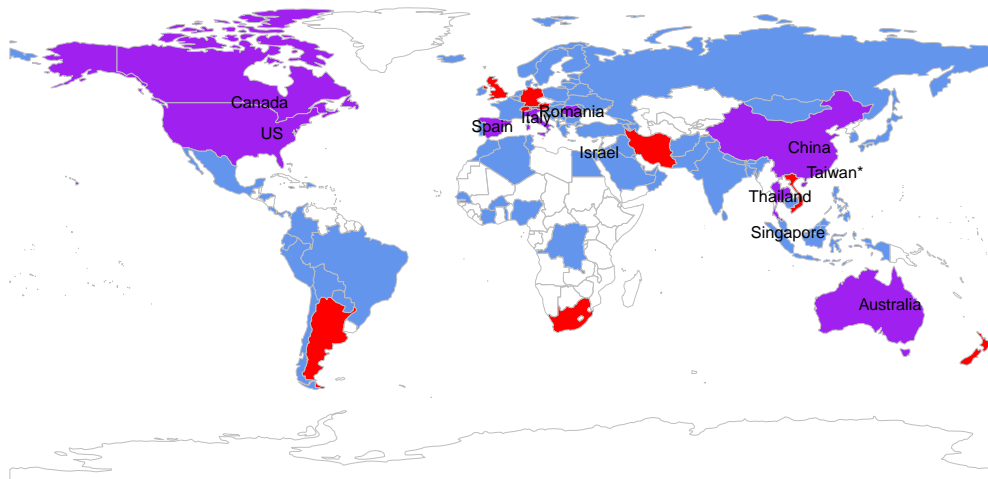 Canada
US
Spain
Italy
Romania
Israel
China
Taiwan*
Thailand
Singapore
Australia